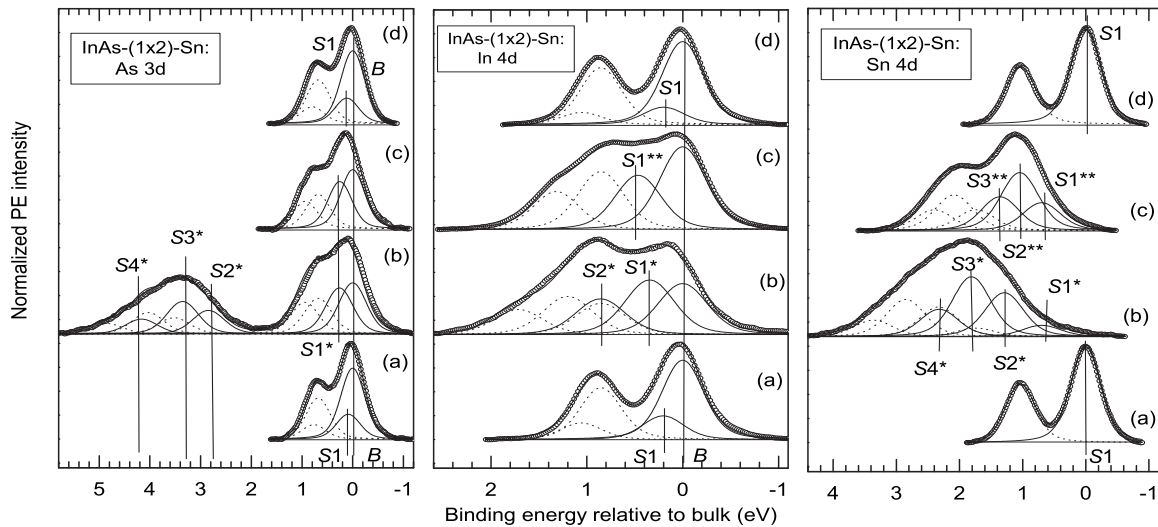 Normalized PE intensity
InAs-(1x2)-Sn:
As 3d
(d)
S1
B
(c)
(b)
S4*
S3*
S2*
S1*
(a)
S1
B
5 4 3 2 1 0 -1
InAs-(1x2)-Sn:
In 4d
(d)
S1
(c)
S1**
(b)
S2*
S1*
(a)
S1
B
2 1 0 -1
InAs-(1x2)-Sn:
Sn 4d
S1
(d)
(c)
S3**
S1**
S2**
(b)
S3*
S1*
S4*
S2*
(a)
S1
4 3 2 1 0 -1
Binding energy relative to bulk (eV)